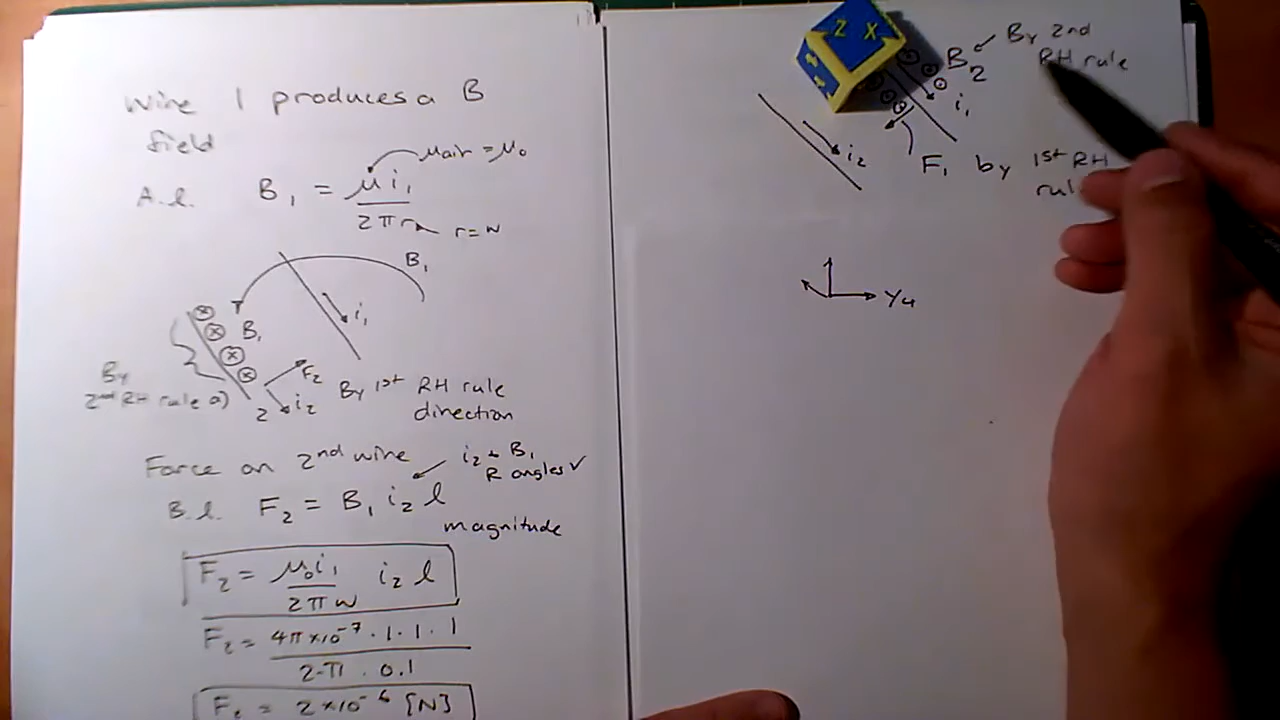 Wire 1 produces a B
field
μair = μ₀
A.l. B₁ = μ i₁ / 2πr r = w
B₁
i₁
B₁
By
2nd RH rule a)
F₂ By 1st RH rule
direction
2 i₂
Force on 2nd wire i₂ + B₁
R angles ✓
B.l. F₂ = B₁ i₂ l
magnitude
F₂ = μ₀ i₁ / 2πw i₂ l
F₂ = 4π×10⁻⁷ · 1 · 1 · 1 / 2·π · 0.1
F₂ = 2×10⁻⁶ [N]
Z X
B₂ By 2nd
RH rule
i₁
i₂
F₁ by 1st RH